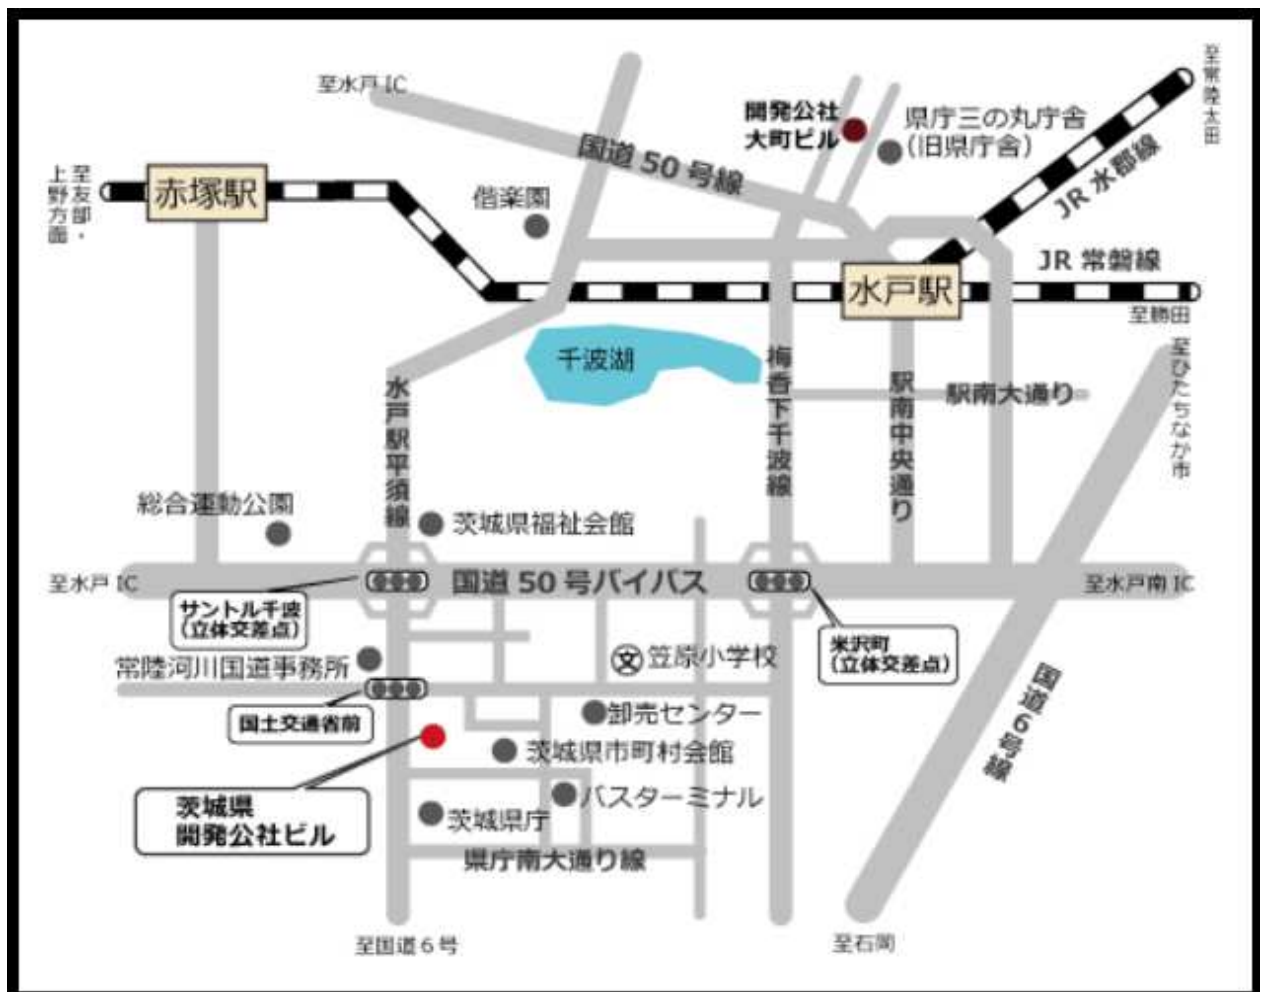 至水戸IC
国道50号線
開発公社
大町ビル
県庁三の丸庁舎
(旧県庁舎)
至常陸太田
JR水郡線
至友部・
上野方面
赤塚駅
偕楽園
JR 常磐線
水戸駅
至勝田
千波湖
水戸駅平須線
梅香下千波線
駅南中央通り
駅南大通り
至ひたちなか市
総合運動公園
茨城県福祉会館
至水戸IC
国道50号バイパス
至水戸南IC
サントル千波
(立体交差点)
米沢町
(立体交差点)
常陸河川国道事務所
笠原小学校
文
国土交通省前
卸売センター
茨城県市町村会館
国道6号線
茨城県
開発公社ビル
バスターミナル
茨城県庁
県庁南大通り線
至国道6号
至石岡